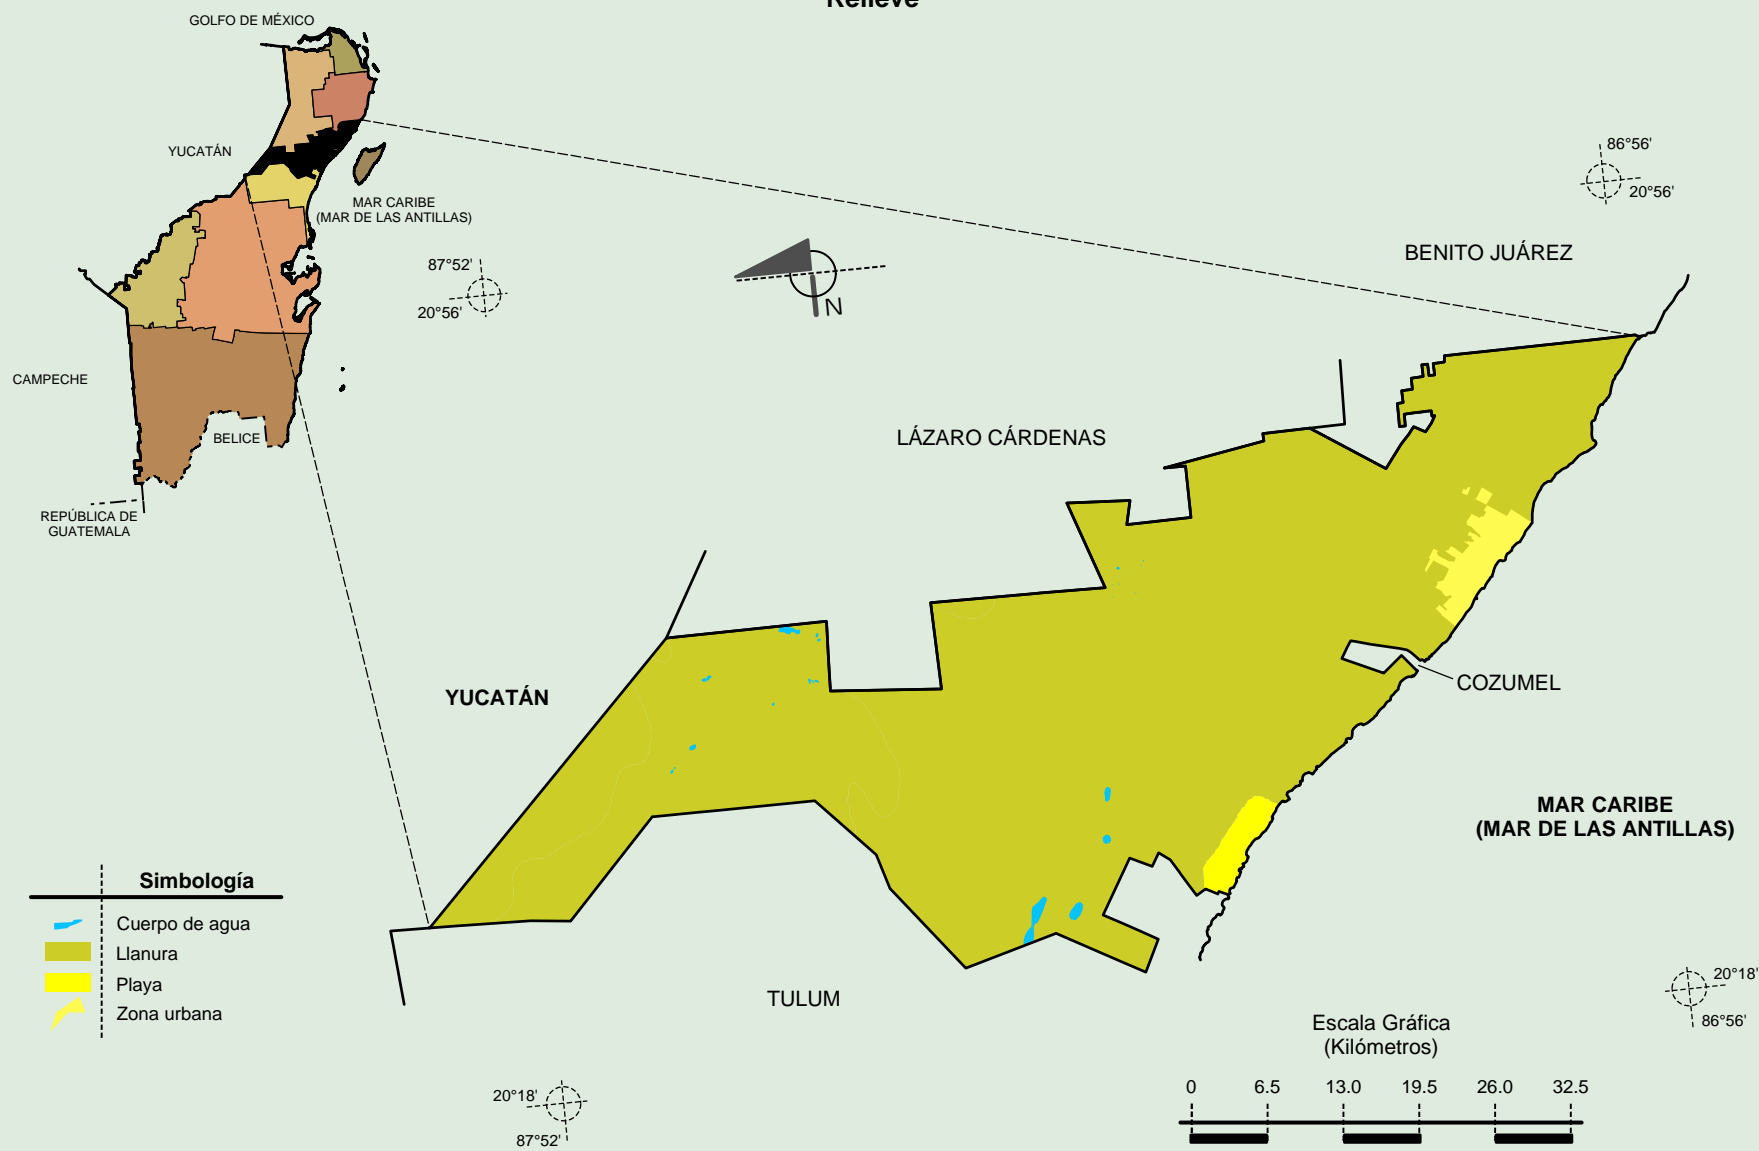 Relieve
GOLFO DE MÉXICO
YUCATÁN
MAR CARIBE
(MAR DE LAS ANTILLAS)
CAMPECHE
BELICE
REPÚBLICA DE
GUATEMALA
87°52'
20°56'
N
86°56'
20°56'
BENITO JUÁREZ
LÁZARO CÁRDENAS
YUCATÁN
COZUMEL
MAR CARIBE
(MAR DE LAS ANTILLAS)
TULUM
Simbología
Cuerpo de agua
Llanura
Playa
Zona urbana
20°18'
87°52'
20°18'
86°56'
Escala Gráfica
(Kilómetros)
0 6.5 13.0 19.5 26.0 32.5